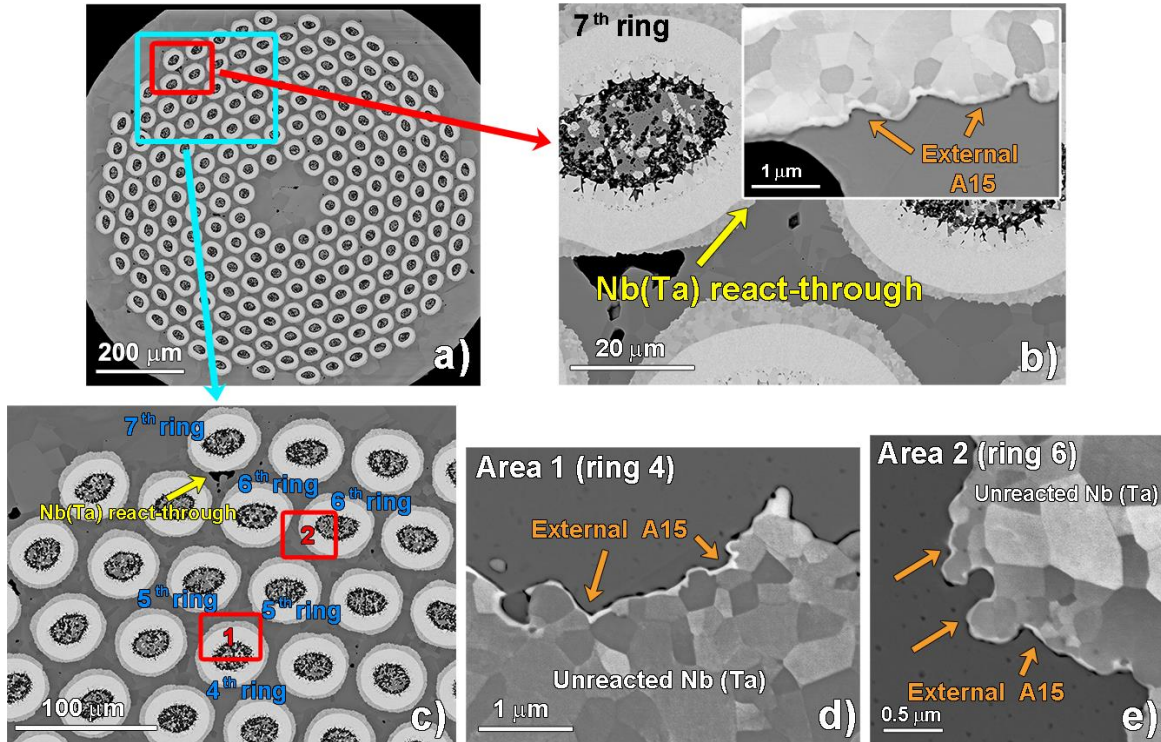 200 μm
a)
7th ring
External
A15
1 μm
Nb(Ta) react-through
20 μm
b)
7th ring
6th ring
6th ring
Nb(Ta) react-through
2
5th ring
5th ring
1
4th ring
100 μm
c)
Area 1 (ring 4)
External A15
Unreacted Nb (Ta)
1 μm
d)
Area 2 (ring 6)
Unreacted Nb (Ta)
External A15
0.5 μm
e)